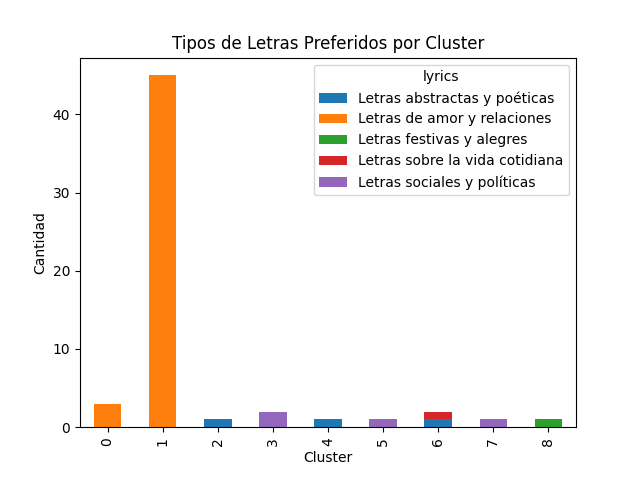 Tipos de Letras Preferidos por Cluster
lyrics
Letras abstractas y poéticas
Letras de amor y relaciones
Letras festivas y alegres
Letras sobre la vida cotidiana
Letras sociales y políticas
Cantidad
40
30
20
10
0
0 1 2 3 4 5 6 7 8
Cluster